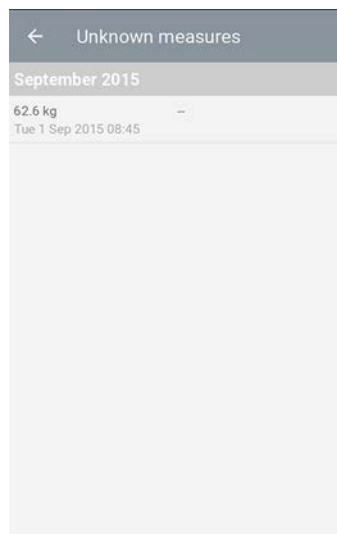 Unknown measures
September 2015
62.6 kg --
Tue 1 Sep 2015 08:45